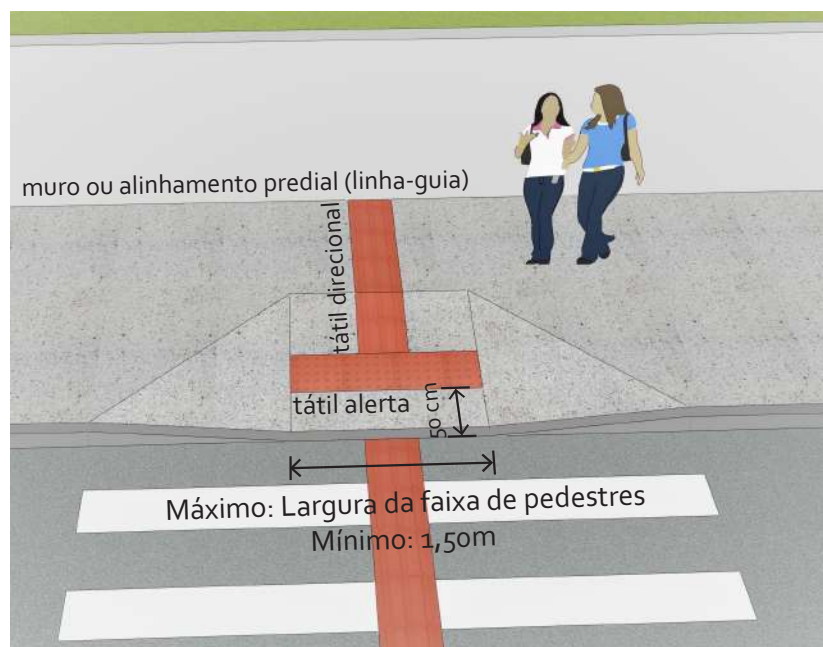 muro ou alinhamento predial (linha-guia)
tátil direcional
tátil alerta
50 cm
Máximo: Largura da faixa de pedestres
Mínimo: 1,50m